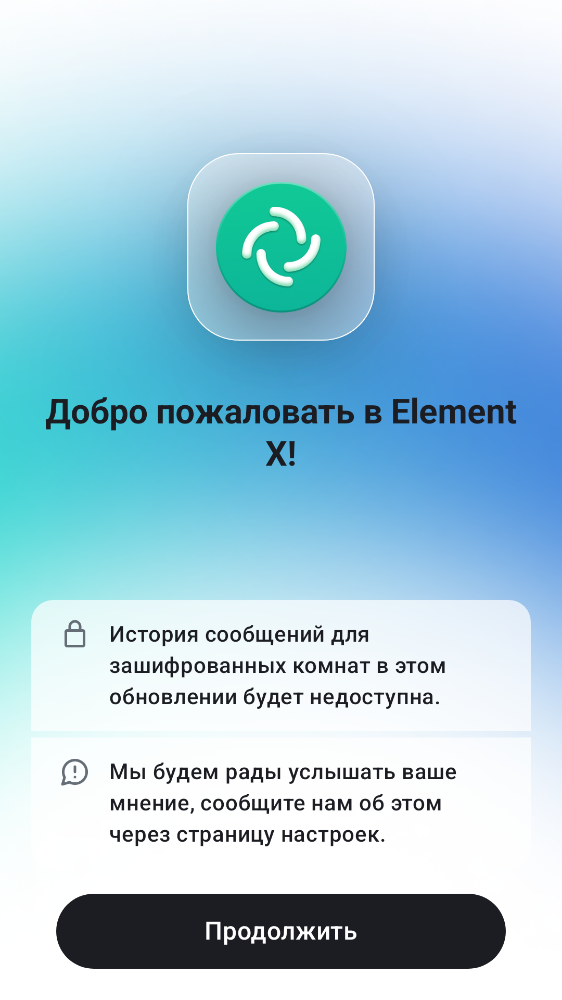 Добро пожаловать в Element
X!
История сообщений для
зашифрованных комнат в этом
обновлении будет недоступна.
Мы будем рады услышать ваше
мнение, сообщите нам об этом
через страницу настроек.
Продолжить